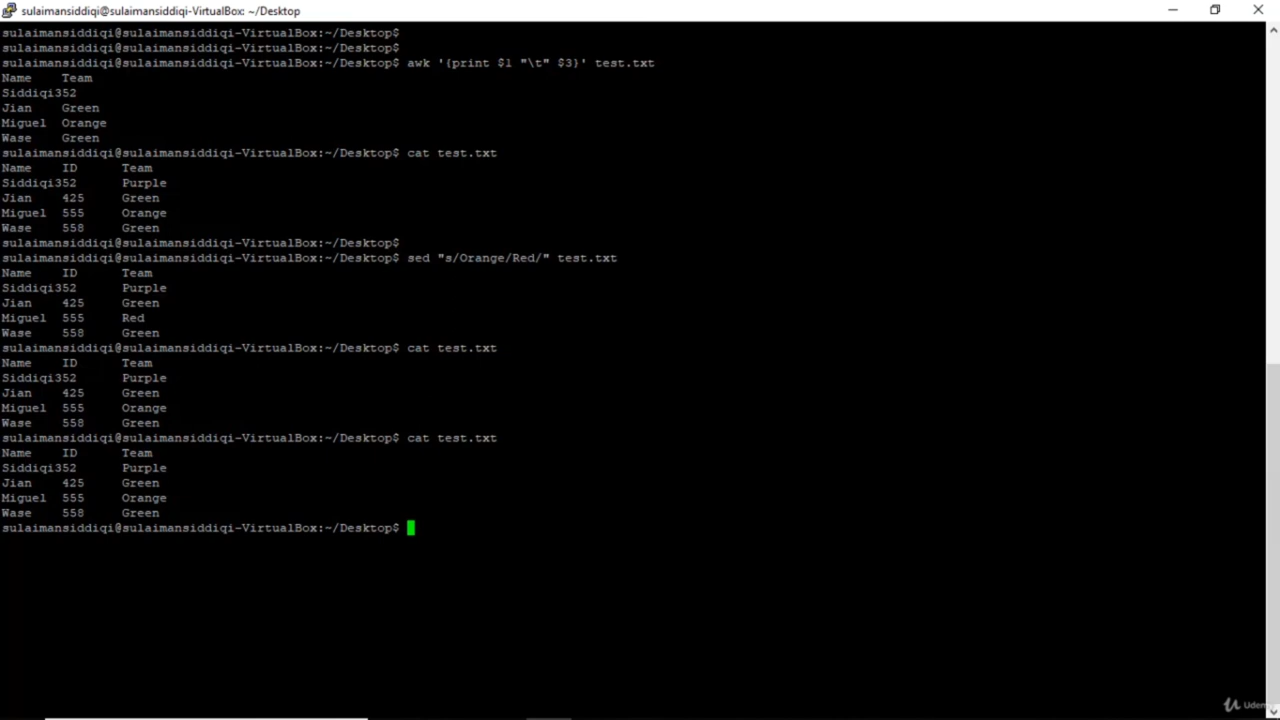 sulaimansiddiqi@sulaimansiddiqi-VirtualBox: ~/Desktop
sulaimansiddiqi@sulaimansiddiqi-VirtualBox:~/Desktop$
sulaimansiddiqi@sulaimansiddiqi-VirtualBox:~/Desktop$
sulaimansiddiqi@sulaimansiddiqi-VirtualBox:~/Desktop$ awk '{print $1 "\t" $3}' test.txt
Name    Team
Siddiqi352
Jian    Green
Miguel  Orange
Wase    Green
sulaimansiddiqi@sulaimansiddiqi-VirtualBox:~/Desktop$ cat test.txt
Name    ID      Team
Siddiqi352      Purple
Jian    425     Green
Miguel  555     Orange
Wase    558     Green
sulaimansiddiqi@sulaimansiddiqi-VirtualBox:~/Desktop$
sulaimansiddiqi@sulaimansiddiqi-VirtualBox:~/Desktop$ sed "s/Orange/Red/" test.txt
Name    ID      Team
Siddiqi352      Purple
Jian    425     Green
Miguel  555     Red
Wase    558     Green
sulaimansiddiqi@sulaimansiddiqi-VirtualBox:~/Desktop$ cat test.txt
Name    ID      Team
Siddiqi352      Purple
Jian    425     Green
Miguel  555     Orange
Wase    558     Green
sulaimansiddiqi@sulaimansiddiqi-VirtualBox:~/Desktop$ cat test.txt
Name    ID      Team
Siddiqi352      Purple
Jian    425     Green
Miguel  555     Orange
Wase    558     Green
sulaimansiddiqi@sulaimansiddiqi-VirtualBox:~/Desktop$